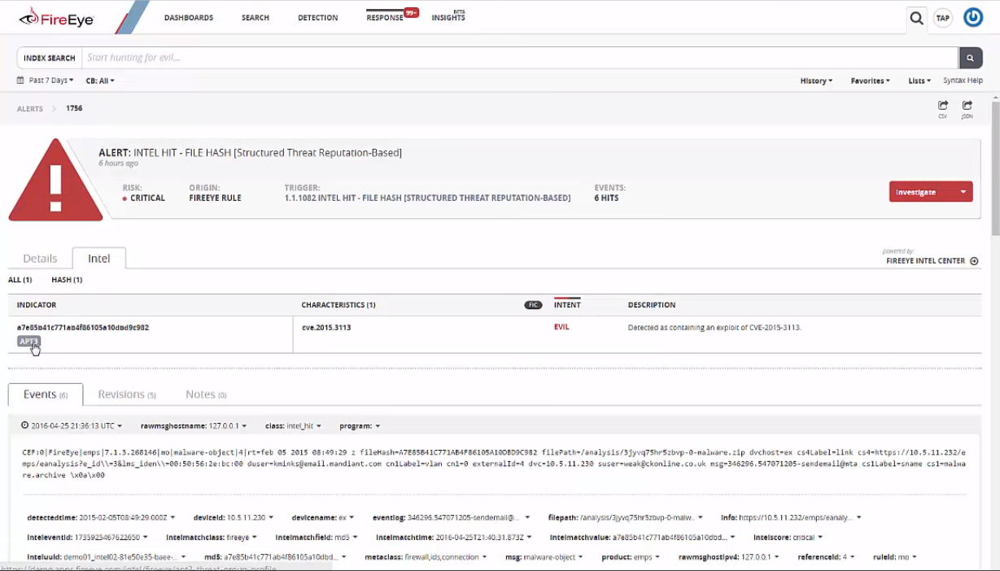 FireEye DASHBOARDS SEARCH DETECTION RESPONSE 99+ INSIGHTS BETA TAP
INDEX SEARCH Start hunting for evil...
Past 7 Days CB: All History Favorites Lists Syntax Help
ALERTS > 1756 CSV JSON
ALERT: INTEL HIT - FILE HASH [Structured Threat Reputation-Based]
6 hours ago
RISK: ORIGIN: TRIGGER: EVENTS:
CRITICAL FIREEYE RULE 1.1.1082 INTEL HIT - FILE HASH [STRUCTURED THREAT REPUTATION-BASED] 6 HITS Investigate
Details Intel powered by:
FIREEYE INTEL CENTER
ALL (1) HASH (1)
INDICATOR CHARACTERISTICS (1) FIC INTENT DESCRIPTION
a7e85b41c771ab4f86105a10dbd9c982 cve.2015.3113 EVIL Detected as containing an exploit of CVE-2015-3113.
APT3
Events (6) Revisions (5) Notes (0)
2016-04-25 21:36:13 UTC rawmsghostname: 127.0.0.1 class: intel_hit program:
CEF:0|FireEye|emps|7.1.3.268146|mo|malware-object|4|rt=feb 05 2015 08:49:29 z fileHash=A7E85B41C771AB4F86105A10DBD9C982 filePath=/analysis/3jyvq75hr5zbvp-0-malware.zip dvchost=ex cs4Label=link cs4=https://10.5.11.232/e
mps/eanalysis?e_id\\=3&lms_iden\\=00:50:56:2e:bc:00 duser=kminks@email.mandiant.com cn1Label=vlan cn1=0 externalId=4 dvc=10.5.11.230 suser=weak@ckonline.co.uk msg=346296.547071205-sendemail@mta cs1Label=sname cs1=malwa
re.archive \x0a\x00
detectedtime: 2015-02-05T08:49:29.000Z deviceid: 10.5.11.230 devicename: ex eventlog: 346296.547071205-sendemail@... filepath: /analysis/3jyvq75hr5zbvp-0-malw... info: https://10.5.11.232/emps/eanaly...
inteleventid: 1735925467622650 intelmatchclass: fireeye intelmatchfield: md5 intelmatchtime: 2016-04-25T21:40:31.873Z intelmatchvalue: a7e85b41c771ab4f86105a10dbd... intelscore: critical
inteluuid: demo01_intel02-81e50e35-baee-... md5: a7e85b41c771ab4f86105a10dbd... metaclass: firewall,ids,connection msg: malware-object product: emps rawmsghostipv4: 127.0.0.1 referenceid: 4 ruleid: mo